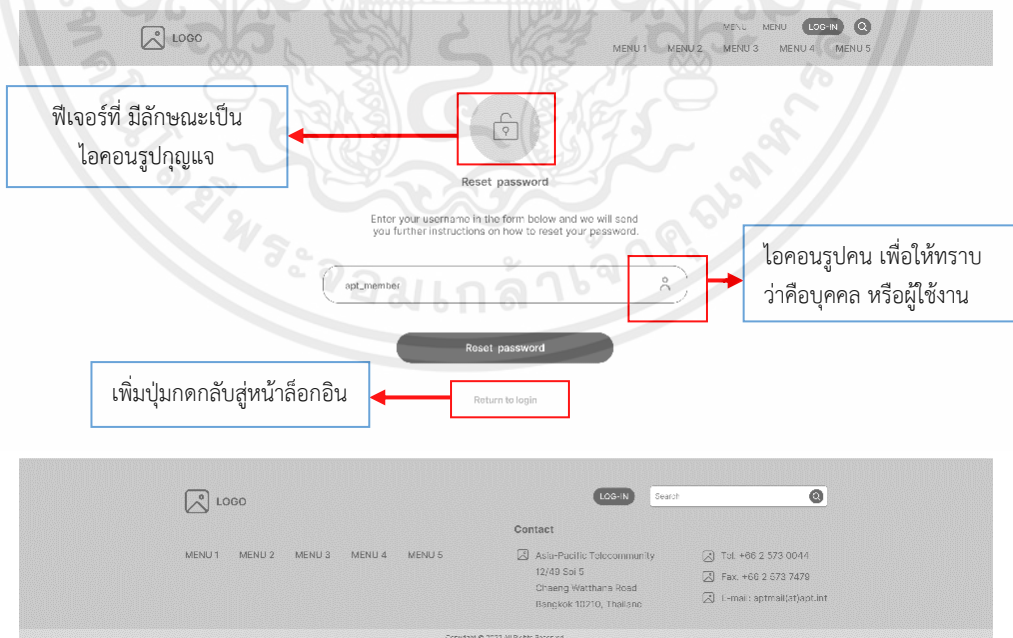 LOGO
MENU MENU LOG-IN
MENU 1 MENU 2 MENU 3 MENU 4 MENU 5
ฟีเจอร์ที่ มีลักษณะเป็น
ไอคอนรูปกุญแจ
Reset password
Enter your username in the form below and we will send
you further instructions on how to reset your password.
apt_member
ไอคอนรูปคน เพื่อให้ทราบ
ว่าคือบุคคล หรือผู้ใช้งาน
Reset password
เพิ่มปุ่มกดกลับสู่หน้าล็อกอิน
Return to login
LOGO
LOG-IN Search
Contact
MENU 1 MENU 2 MENU 3 MENU 4 MENU 5
Asia-Pacific Telecommunity
12/49 Soi 5
Chaeng Watthana Road
Bangkok 10210, Thailand
Tel. +66 2 573 0044
Fax. +66 2 573 7479
E-mail: aptmail(at)apt.int